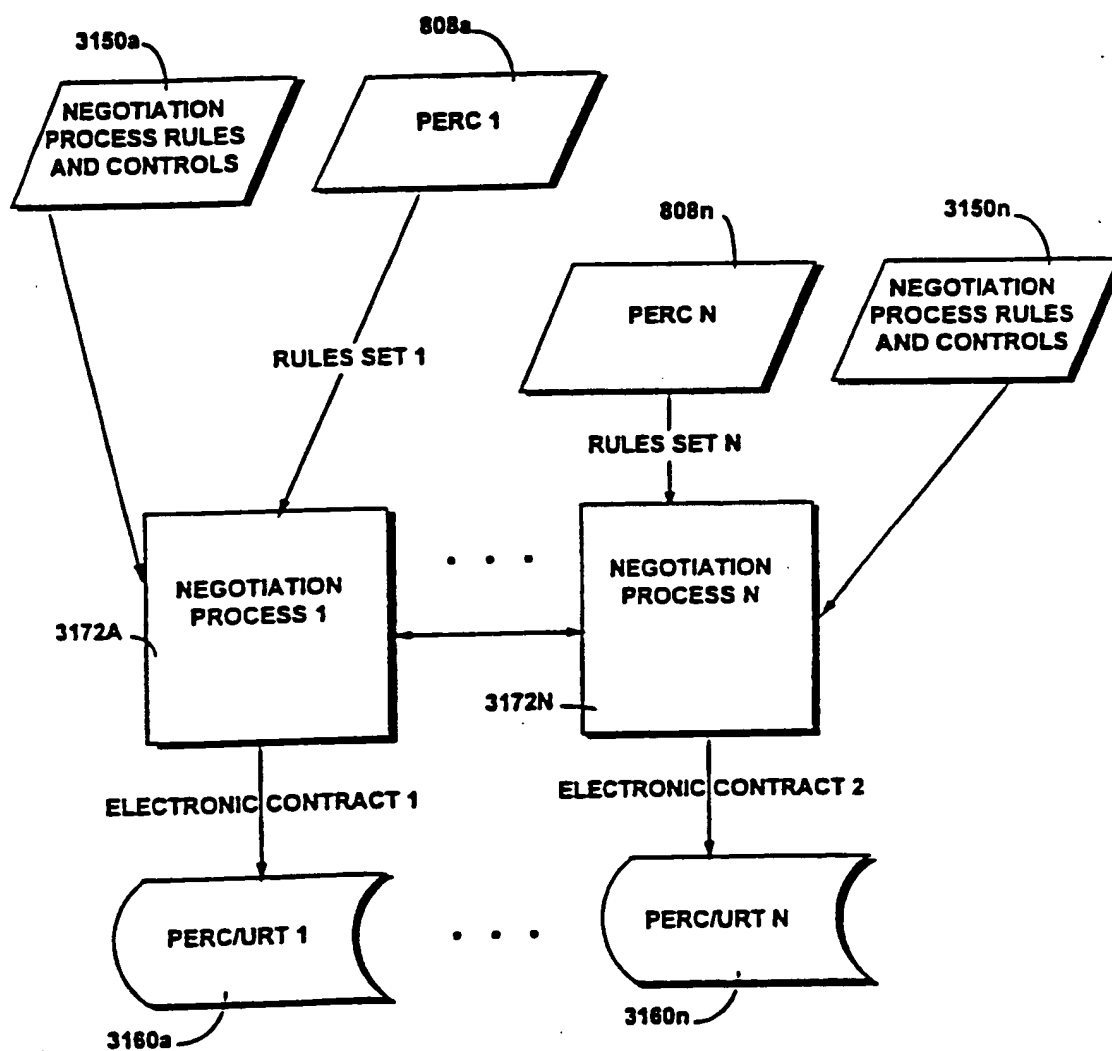 3150a
808a
NEGOTIATION
PROCESS RULES
AND CONTROLS
PERC 1
808n
3150n
PERC N
NEGOTIATION
PROCESS RULES
AND CONTROLS
RULES SET 1
RULES SET N
NEGOTIATION
PROCESS 1
NEGOTIATION
PROCESS N
3172A
3172N
ELECTRONIC CONTRACT 1
ELECTRONIC CONTRACT 2
PERC/URT 1
PERC/URT N
3160a
3160n